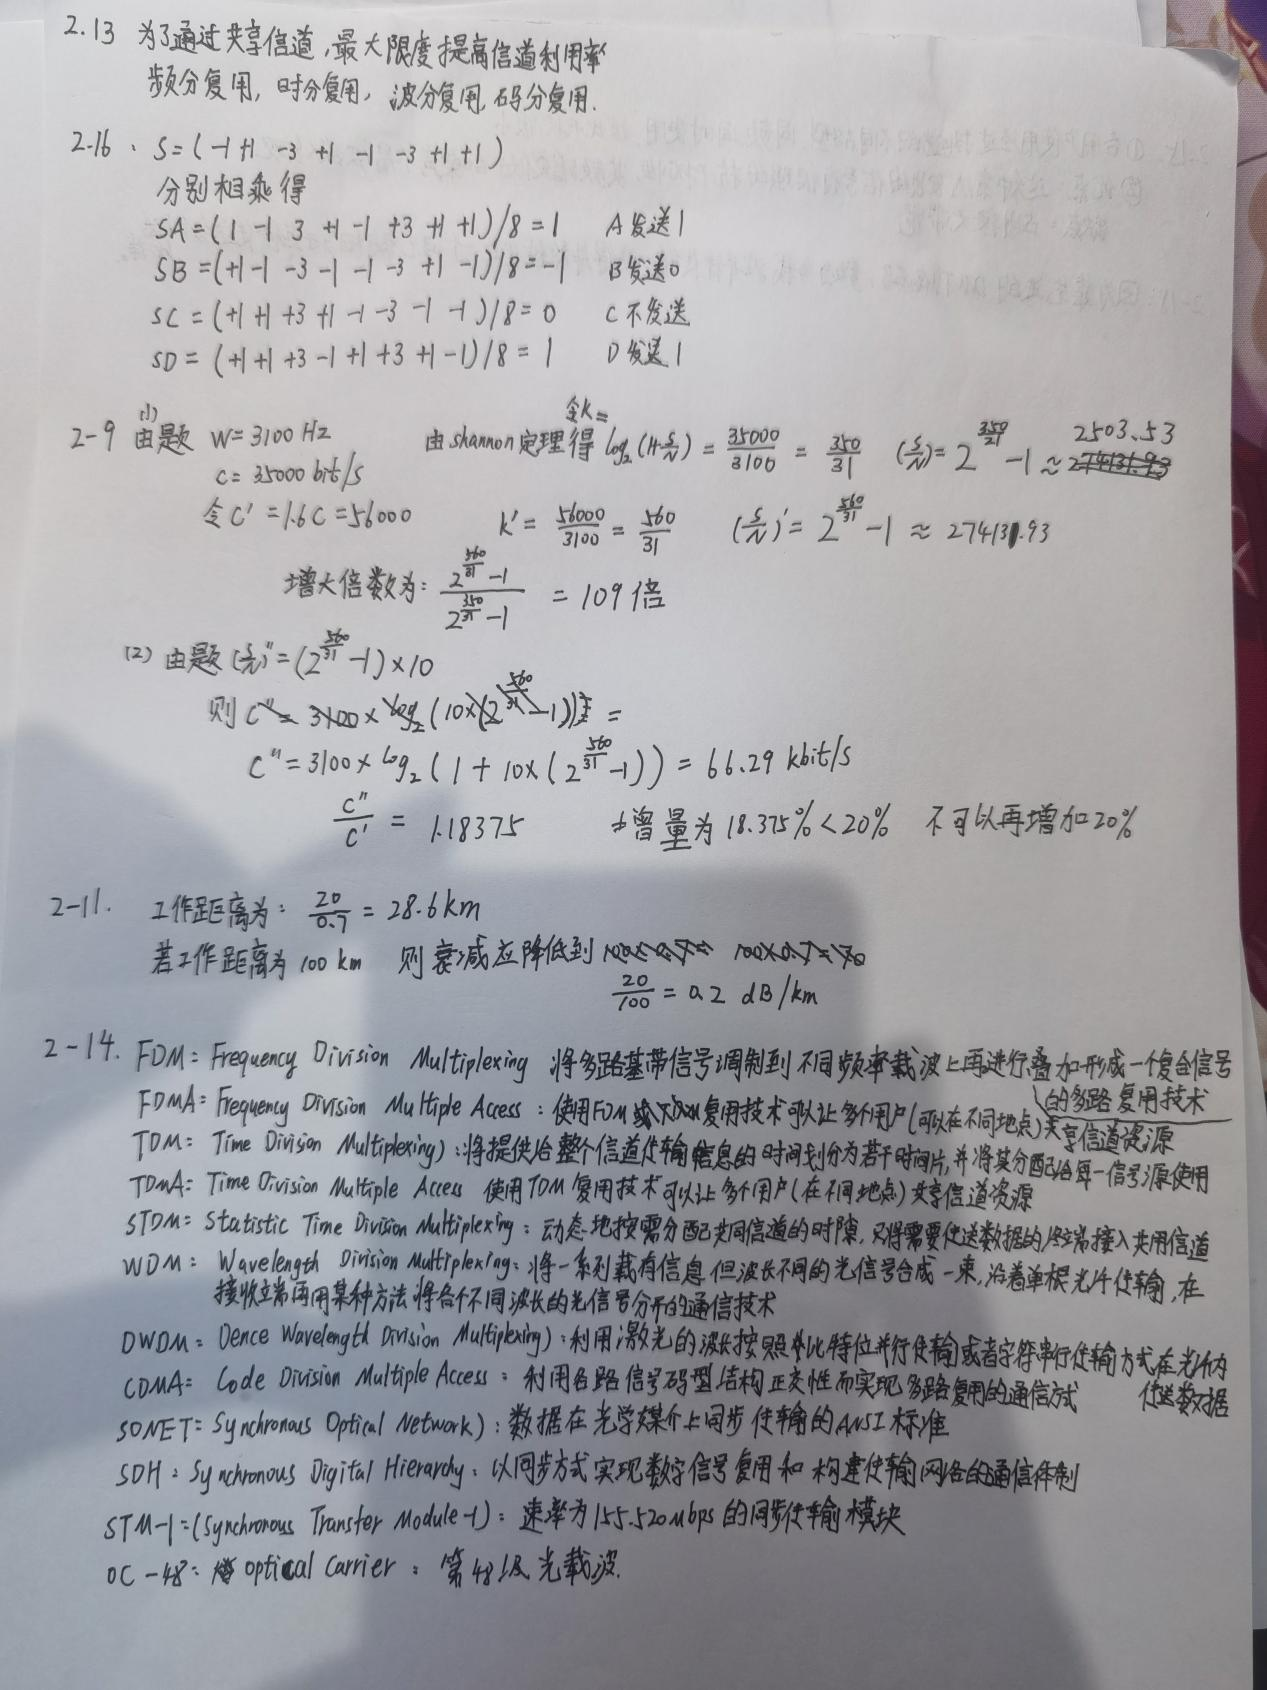 2.13 为了通过共享信道,最大限度提高信道利用率
频分复用,时分复用,波分复用,码分复用.
2.16. S=(-1 +1 -3 +1 -1 -3 +1 +1)
分别相乘得
SA=(1 -1 3 +1 -1 +3 +1 +1)/8=1 A发送1
SB=(+1 -1 -3 -1 -1 -3 +1 -1)/8=-1 B发送0
SC=(+1 +1 +3 +1 -1 -3 -1 -1)/8=0 C不发送
SD=(+1 +1 +3 -1 +1 +3 +1 -1)/8=1 D发送1
2-9 (1) 由题 W=3100Hz 由shannon定理得 令K= log₂(1+S/N) = 35000/3100 = 350/31 (S/N)=2^(350/31)-1≈2503.53
C=35000bit/s
令C'=1.6C=56000 K'=56000/3100=560/31 (S/N)'=2^(560/31)-1≈274131.93
增大倍数为: (2^(560/31)-1)/(2^(350/31)-1) = 109倍
(2) 由题(S/N)''=(2^(560/31)-1)×10
则 =
C''=3100×log₂(1+10×(2^(560/31)-1))=66.29 kbit/s
C''/C' = 1.18375 增量为18.375%<20% 不可以再增加20%
2-11. 工作距离为: 20/0.7=28.6km
若工作距离为100km 则衰减应降低到
20/100=0.2 dB/km
2-14. FDM= Frequency Division Multiplexing 将多路基带信号调制到不同频率载波上再进行叠加形成一个复合信号
的多路复用技术
FDMA= Frequency Division Multiple Access: 使用FDM复用技术可以让多个用户(可以在不同地点)共享信道资源
TDM= Time Division Multiplexing): 将提供给整个信道传输信息的时间划分为若干时间片,并将其分配给每一信号源使用
TDMA= Time Division Multiple Access 使用TDM复用技术可以让多个用户(在不同地点)共享信道资源
STDM= Statistic Time Division Multiplexing: 动态地按需分配共同信道的时隙,只将需要传送数据的终端接入共用信道
WDM= Wavelength Division Multiplexing: 将一系列载有信息但波长不同的光信号合成一束,沿着单根光纤传输,在
接收端再用某种方法将各个不同波长的光信号分开的通信技术
DWDM= Dence Wavelength Division Multiplexing): 利用激光的波长按照比特位并行传输或者字符串行传输方式在光纤内
传送数据
CDMA= Code Division Multiple Access: 利用各路信号码型结构正交性而实现多路复用的通信方式
SONET= Synchronous Optical Network): 数据在光学媒介上同步传输的ANSI标准
SDH: Synchronous Digital Hierarchy: 以同步方式实现数字信号复用和构建传输网络的通信体制
STM-1=(Synchronous Transfer Module-1): 速率为155.520Mbps的同步传输模块
OC-48: optical Carrier: 第48级光载波.